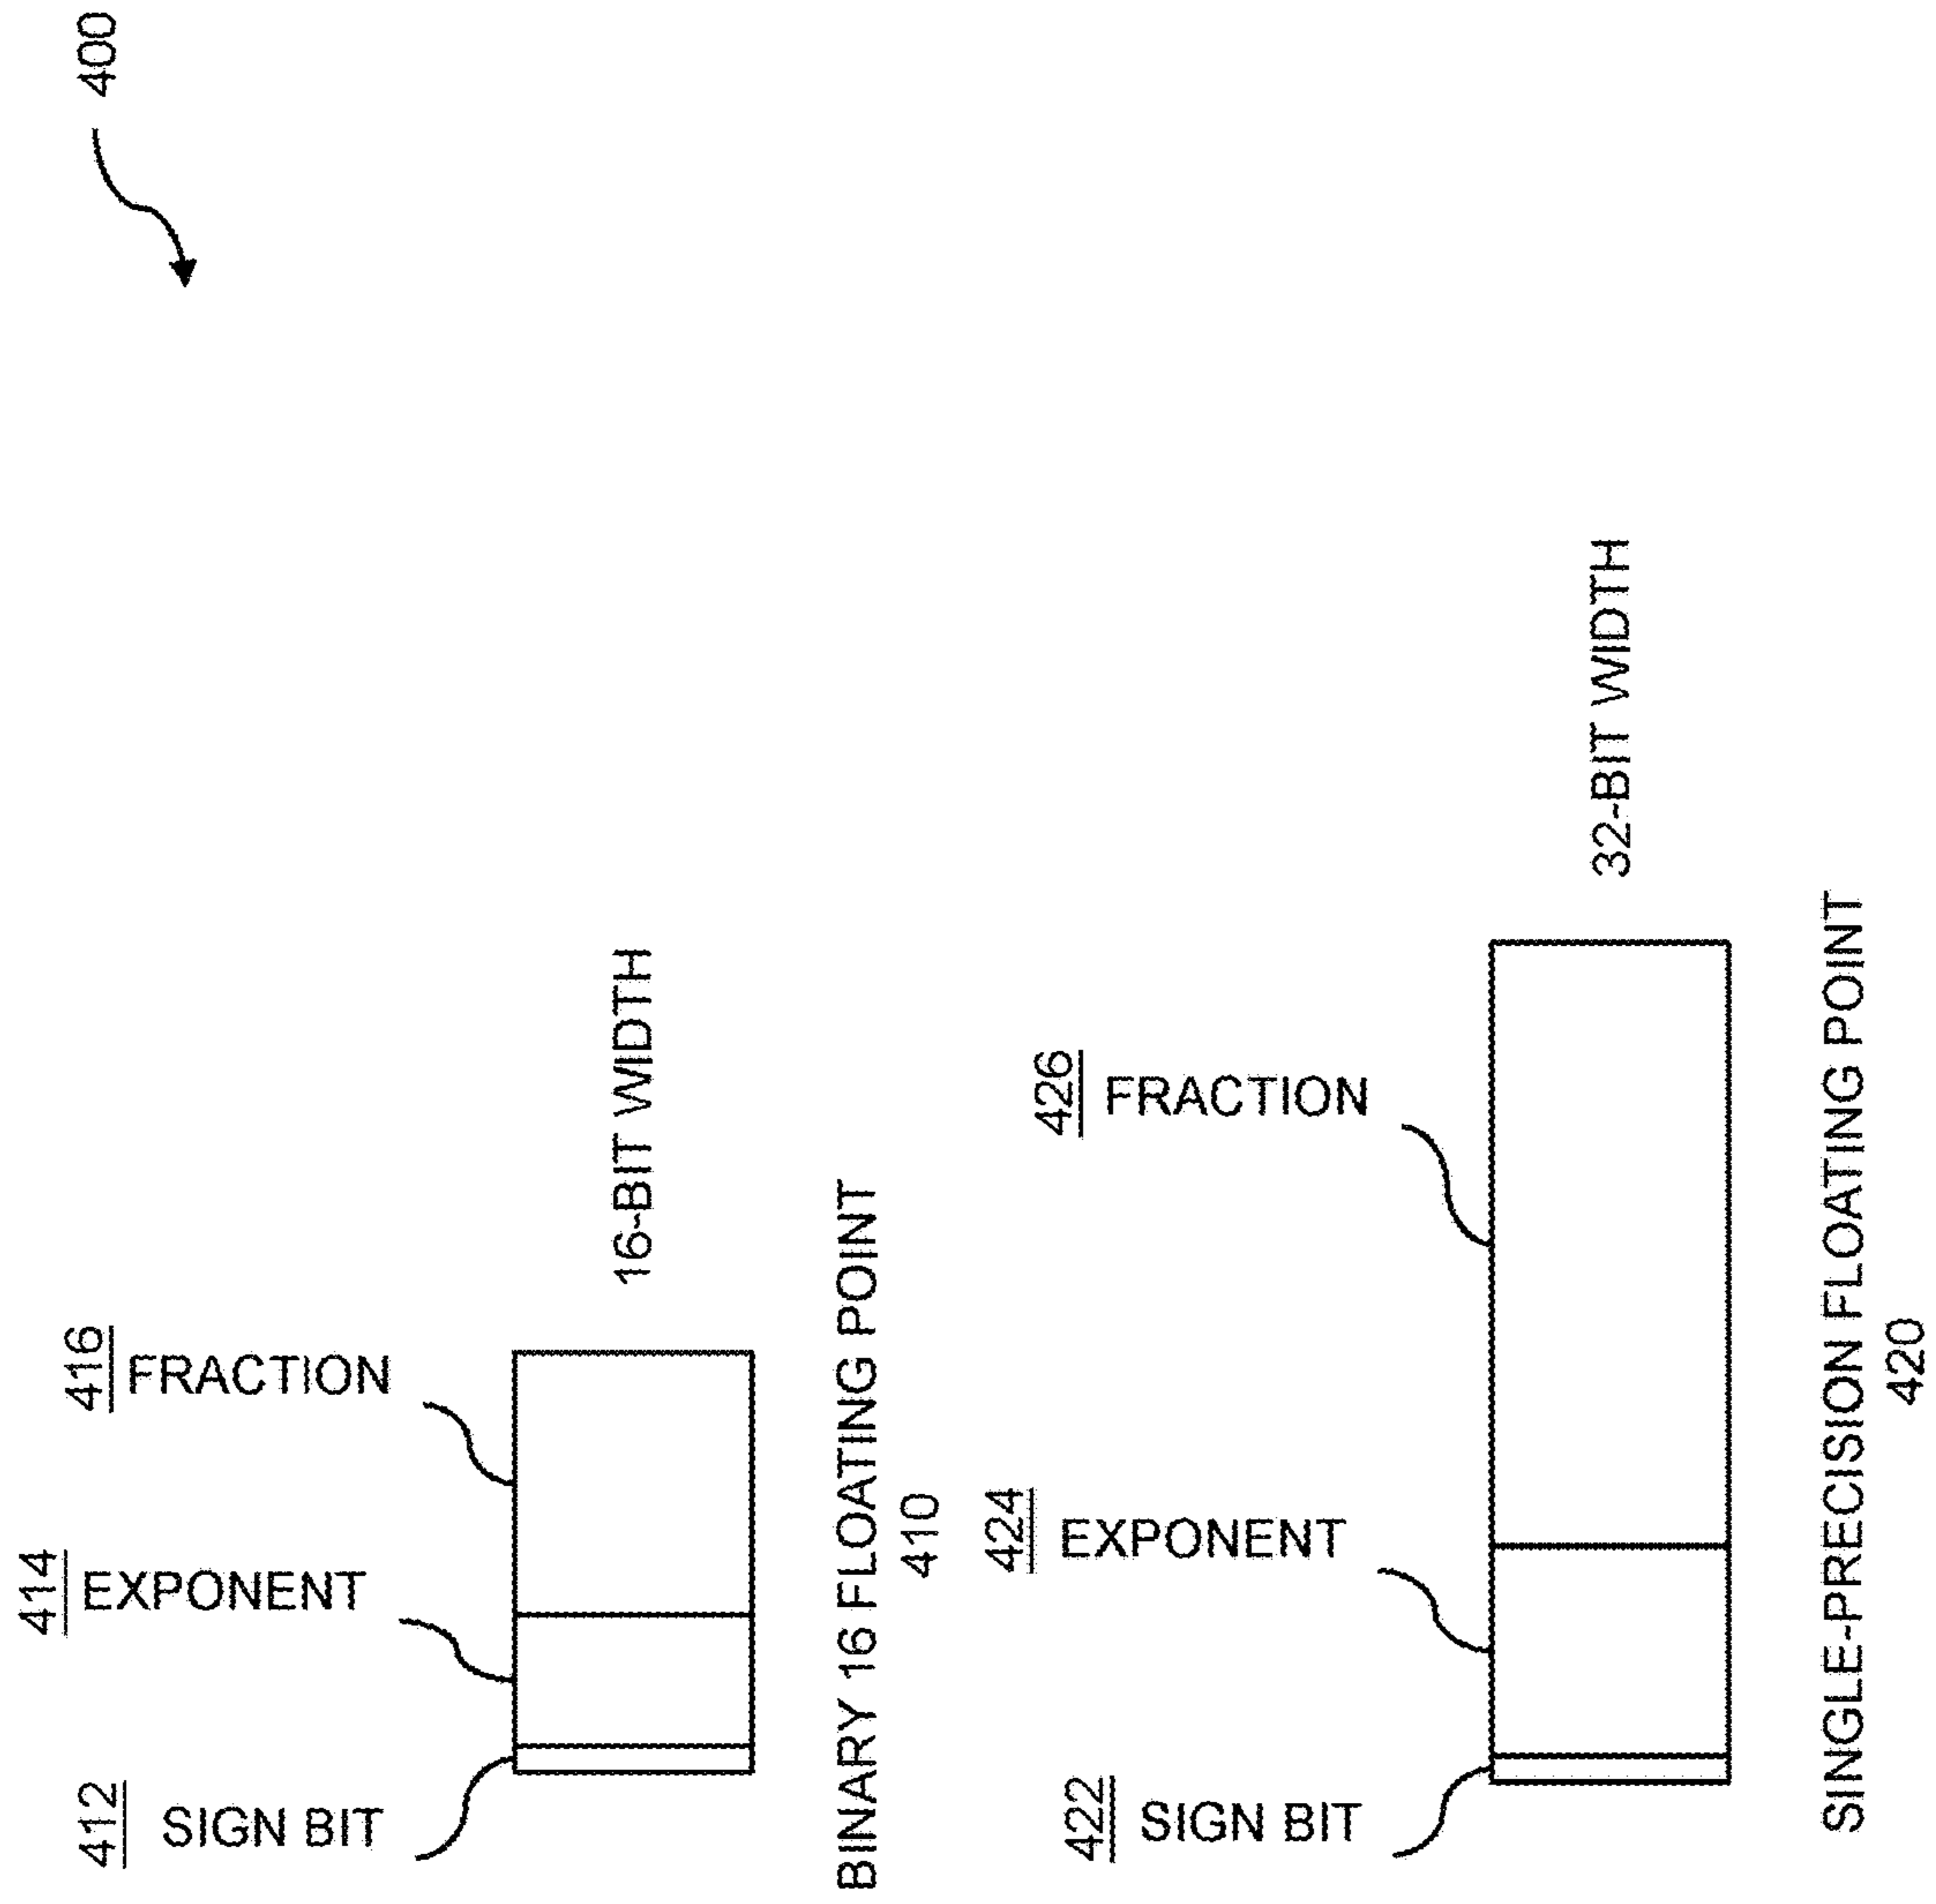 400
412
SIGN BIT
414
EXPONENT
416
FRACTION
16-BIT WIDTH
BINARY 16 FLOATING POINT
410
422
SIGN BIT
424
EXPONENT
426
FRACTION
32-BIT WIDTH
SINGLE-PRECISION FLOATING POINT
420